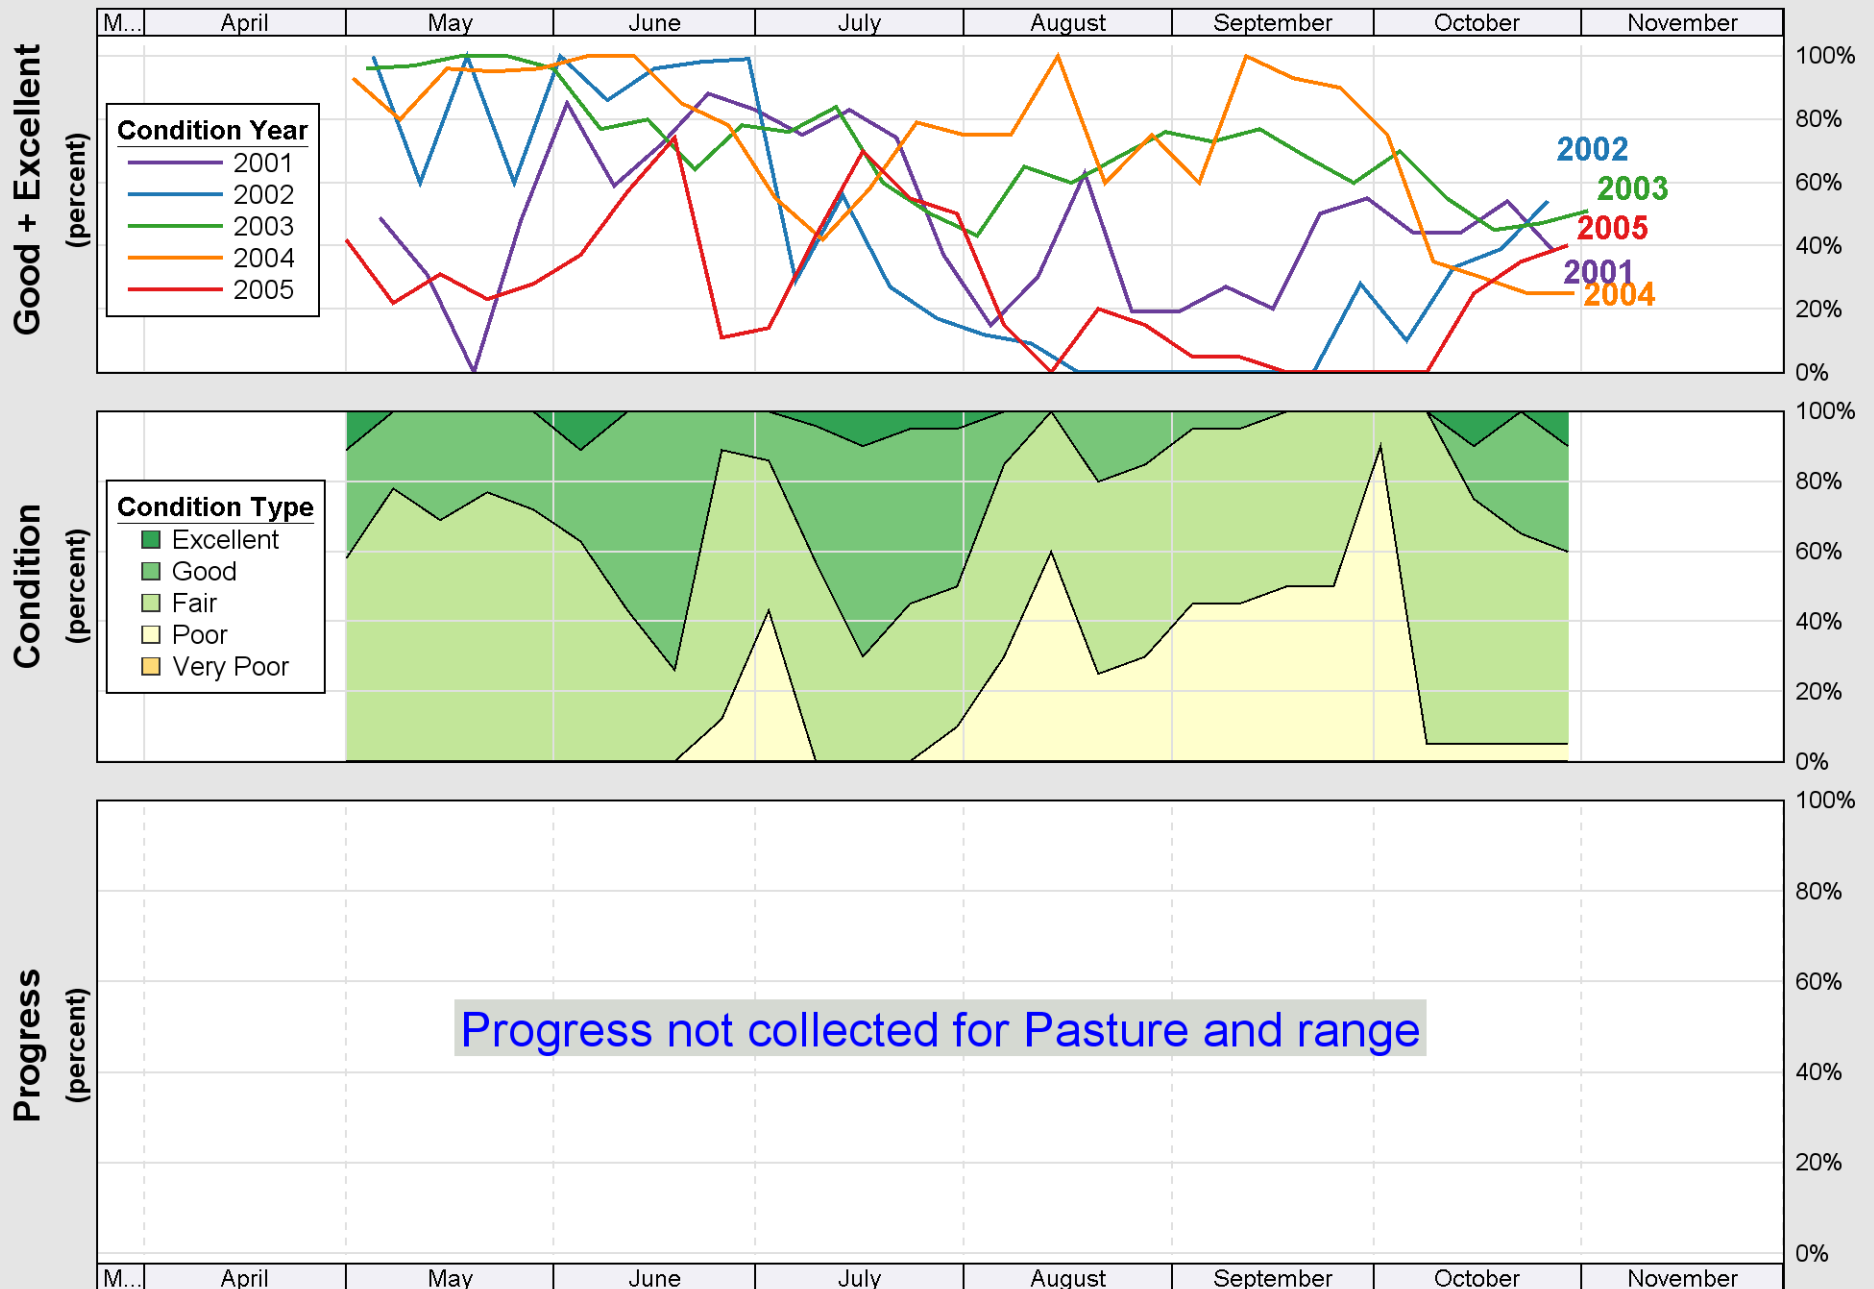 M... April May June July August September October November
Good + Excellent
(percent)
100%
80%
60%
40%
20%
0%
Condition Year
2001
2002
2003
2004
2005
2002
2003
2005
2001
2004
Condition
(percent)
100%
80%
60%
40%
20%
0%
Condition Type
Excellent
Good
Fair
Poor
Very Poor
Progress
(percent)
100%
80%
60%
40%
20%
0%
Progress not collected for Pasture and range
M... April May June July August September October November